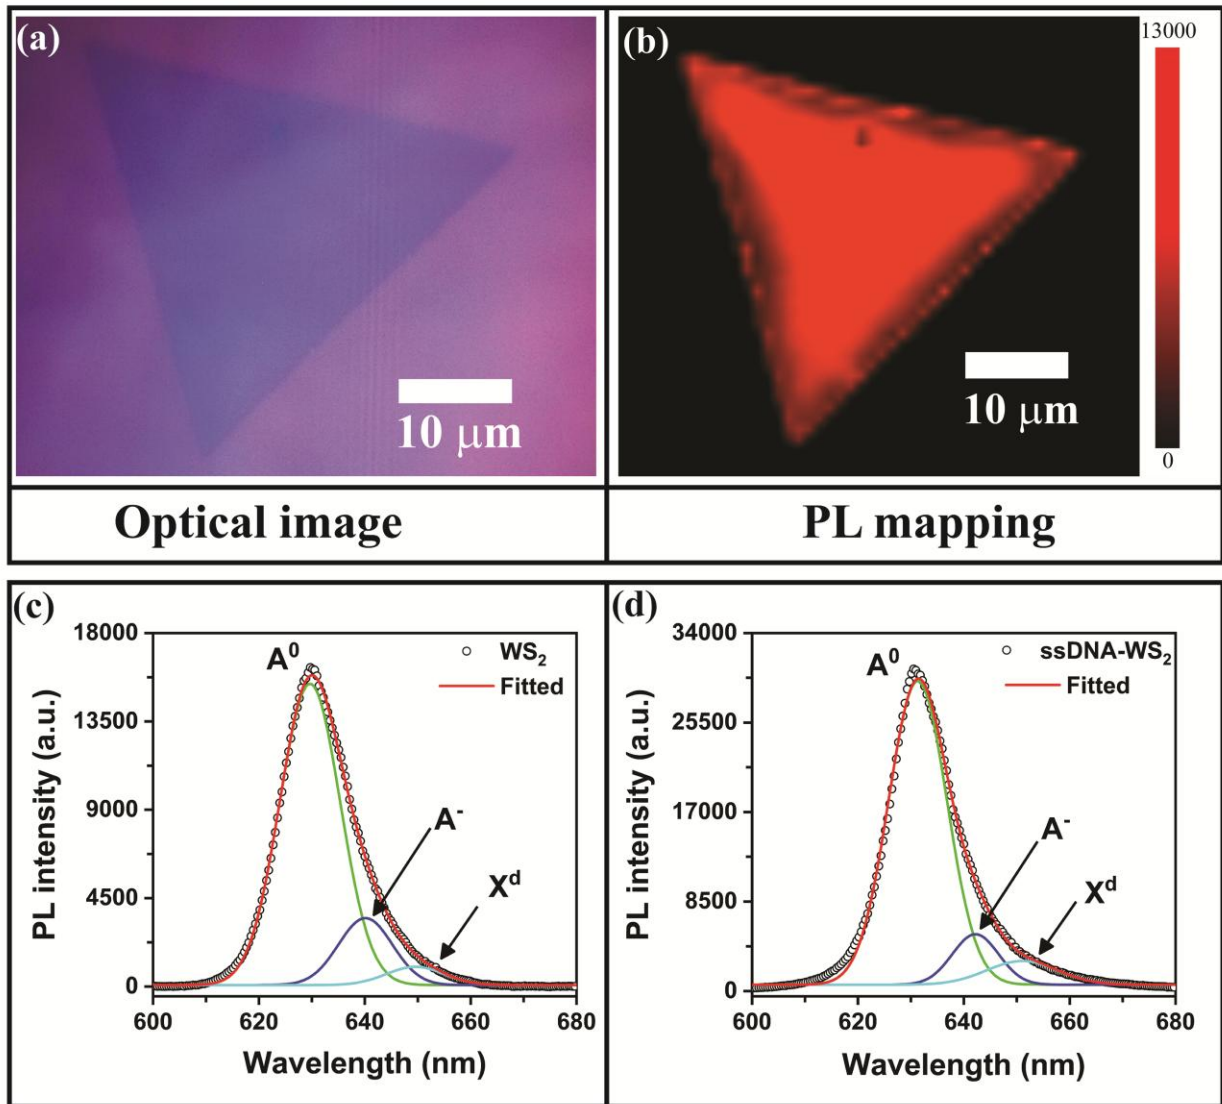 (a)
10 μm
Optical image
(b)
13000
0
10 μm
PL mapping
(c)
18000
13500
9000
4500
0
PL intensity (a.u.)
A⁰
WS₂
Fitted
A⁻
Xᵈ
600 620 640 660 680
Wavelength (nm)
(d)
34000
25500
17000
8500
0
PL intensity (a.u.)
A⁰
ssDNA-WS₂
Fitted
A⁻
Xᵈ
600 620 640 660 680
Wavelength (nm)